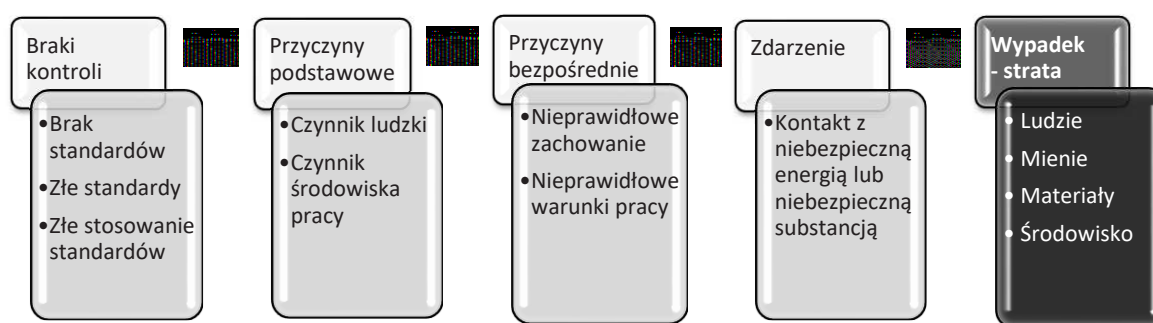 Braki
kontroli
•Brak
standardów
•Złe standardy
•Złe stosowanie
standardów
Przyczyny
podstawowe
•Czynnik ludzki
•Czynnik
środowiska
pracy
Przyczyny
bezpośrednie
•Nieprawidłowe
zachowanie
•Nieprawidłowe
warunki pracy
Zdarzenie
•Kontakt z
niebezpieczną
energią lub
niebezpieczną
substancją
Wypadek
- strata
• Ludzie
• Mienie
• Materiały
• Środowisko